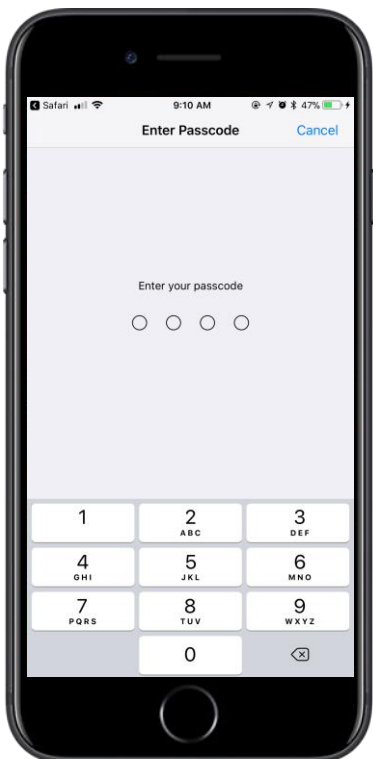 Safari 9:10 AM 47%
Enter Passcode Cancel
Enter your passcode
1 2 3
ABC DEF
4 5 6
GHI JKL MNO
7 8 9
PQRS TUV WXYZ
0